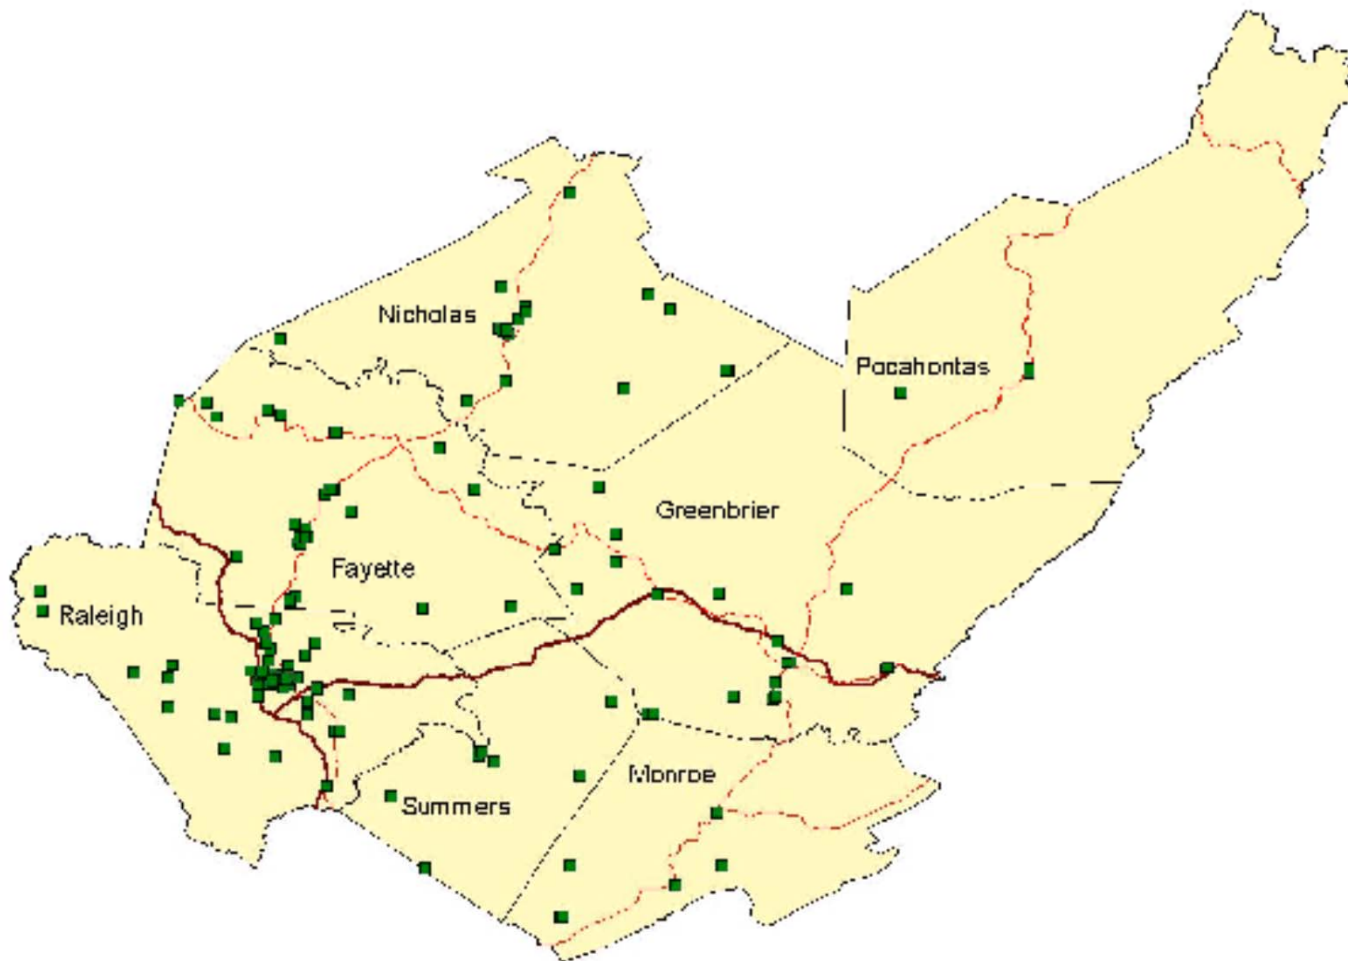 Nicholas
Pocahontas
Greenbrier
Fayette
Raleigh
Monroe
Summers